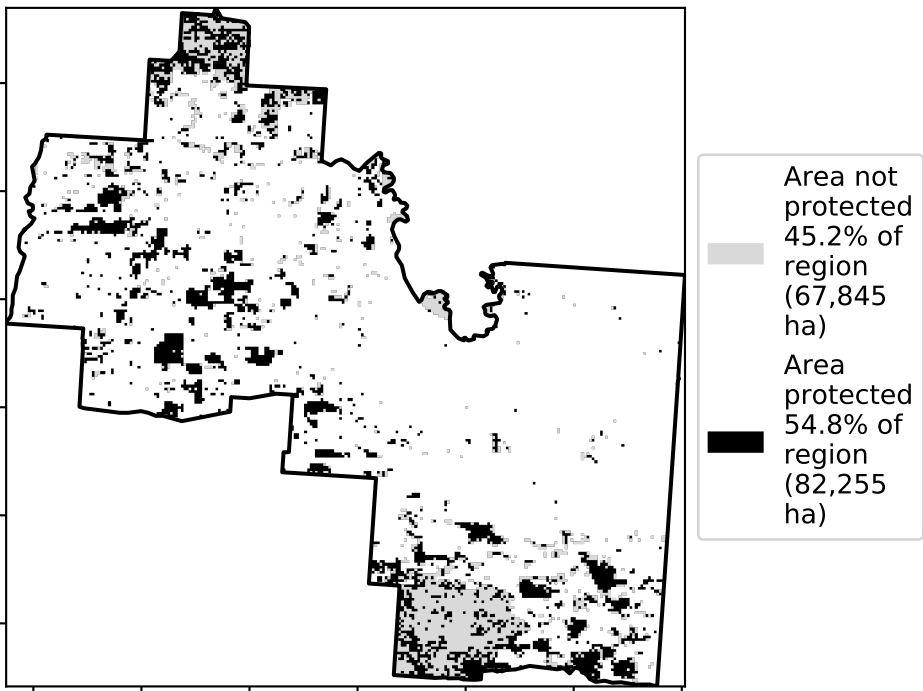 Area not
protected
45.2% of
region
(67,845
ha)
Area
protected
54.8% of
region
(82,255
ha)